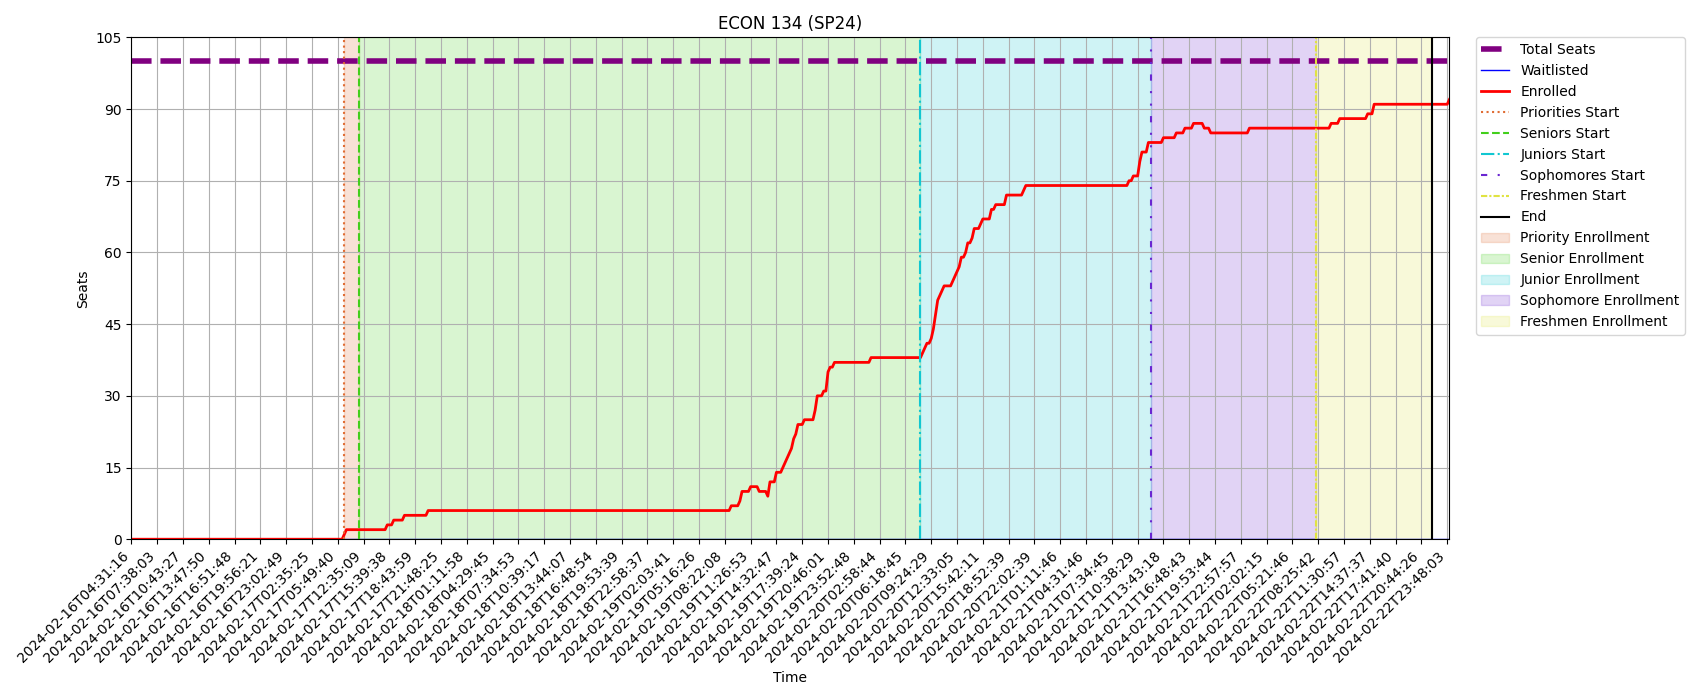 ECON 134 (SP24)
105
90
75
60
45
30
15
0
Seats
2024-02-16T04:31:16
2024-02-16T07:38:03
2024-02-16T10:43:27
2024-02-16T13:47:50
2024-02-16T16:51:48
2024-02-16T19:56:21
2024-02-16T23:02:49
2024-02-17T02:35:25
2024-02-17T05:49:40
2024-02-17T12:35:09
2024-02-17T15:39:38
2024-02-17T18:43:59
2024-02-17T21:48:25
2024-02-18T01:11:58
2024-02-18T04:29:45
2024-02-18T07:34:53
2024-02-18T10:39:17
2024-02-18T13:44:07
2024-02-18T16:48:54
2024-02-18T19:53:39
2024-02-18T22:58:37
2024-02-19T02:03:41
2024-02-19T05:16:26
2024-02-19T08:22:08
2024-02-19T11:26:53
2024-02-19T14:32:47
2024-02-19T17:39:24
2024-02-19T20:46:01
2024-02-19T23:52:48
2024-02-20T02:58:44
2024-02-20T06:18:45
2024-02-20T09:24:29
2024-02-20T12:33:05
2024-02-20T15:42:11
2024-02-20T18:52:39
2024-02-20T22:02:39
2024-02-21T01:11:46
2024-02-21T04:31:46
2024-02-21T07:34:45
2024-02-21T10:38:29
2024-02-21T13:43:18
2024-02-21T16:48:43
2024-02-21T19:53:44
2024-02-21T22:57:57
2024-02-22T02:02:15
2024-02-22T05:21:46
2024-02-22T08:25:42
2024-02-22T11:30:57
2024-02-22T14:37:37
2024-02-22T17:41:40
2024-02-22T20:44:26
2024-02-22T23:48:03
Time
Total Seats
Waitlisted
Enrolled
Priorities Start
Seniors Start
Juniors Start
Sophomores Start
Freshmen Start
End
Priority Enrollment
Senior Enrollment
Junior Enrollment
Sophomore Enrollment
Freshmen Enrollment